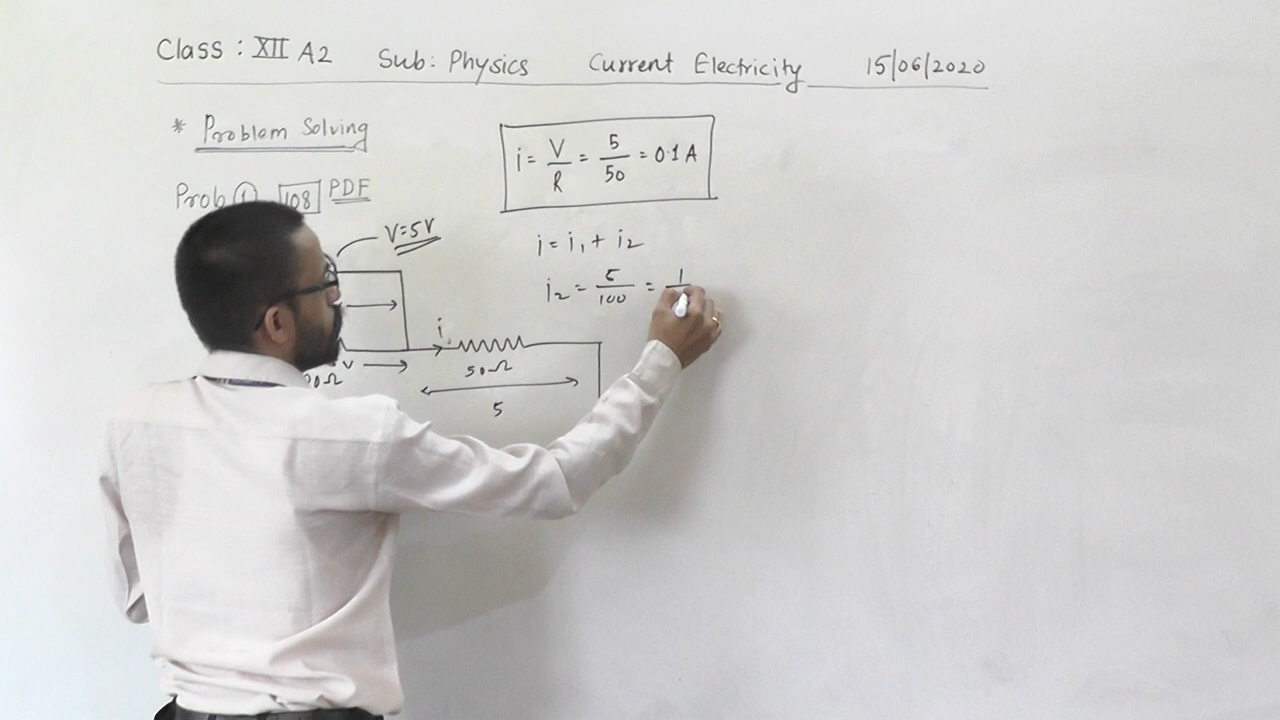 Class : XII A2 Sub: Physics Current Electricity 15/06/2020
* Problem Solving
Prob ① 108 PDF
i = V/R = 5/50 = 0.1 A
V=5V
i = i₁ + i₂
i₂ = 5/100 = 1
i
V
50Ω
5